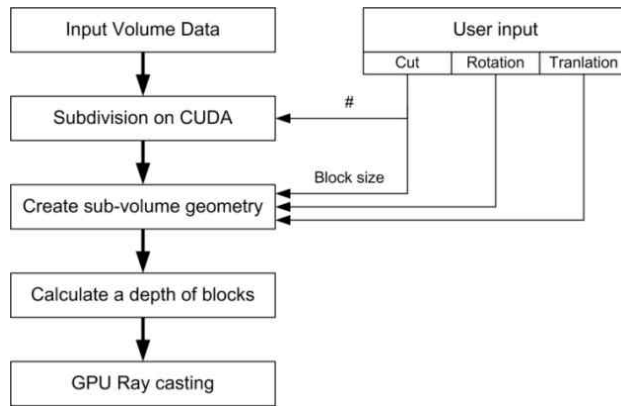 Input Volume Data
User input
Cut
Rotation
Tranlation
#
Subdivision on CUDA
Block size
Create sub-volume geometry
Calculate a depth of blocks
GPU Ray casting